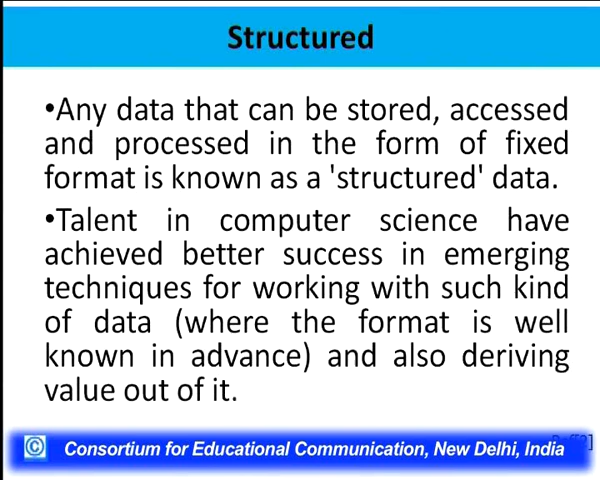 Structured
•Any data that can be stored, accessed
and processed in the form of fixed
format is known as a 'structured' data.
•Talent in computer science have
achieved better success in emerging
techniques for working with such kind
of data (where the format is well
known in advance) and also deriving
value out of it.
© Consortium for Educational Communication, New Delhi, India